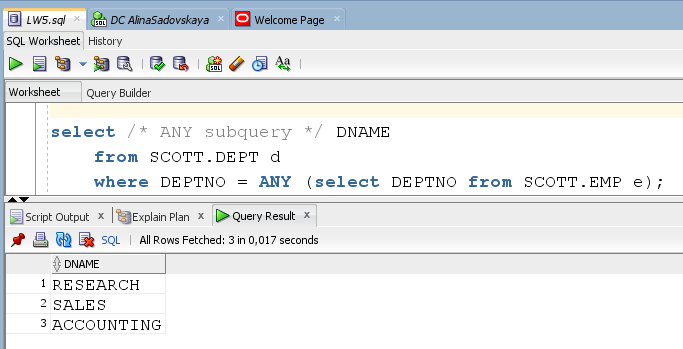 LW5.sql x DC AlinaSadovskaya x Welcome Page x
SQL Worksheet History
Aa
Worksheet Query Builder
select /* ANY subquery */ DNAME
from SCOTT.DEPT d
where DEPTNO = ANY (select DEPTNO from SCOTT.EMP e);
Script Output x Explain Plan x Query Result x
SQL | All Rows Fetched: 3 in 0,017 seconds
DNAME
1 RESEARCH
2 SALES
3 ACCOUNTING